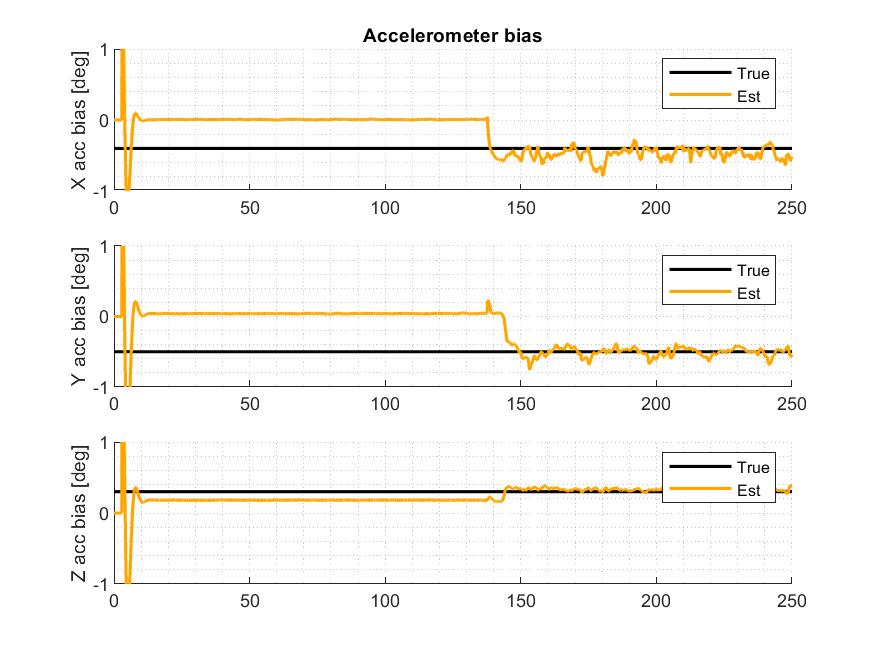 Accelerometer bias
X acc bias [deg]
1
0
-1
True
Est
0 50 100 150 200 250
Y acc bias [deg]
1
0
-1
True
Est
0 50 100 150 200 250
Z acc bias [deg]
1
0
-1
True
Est
0 50 100 150 200 250